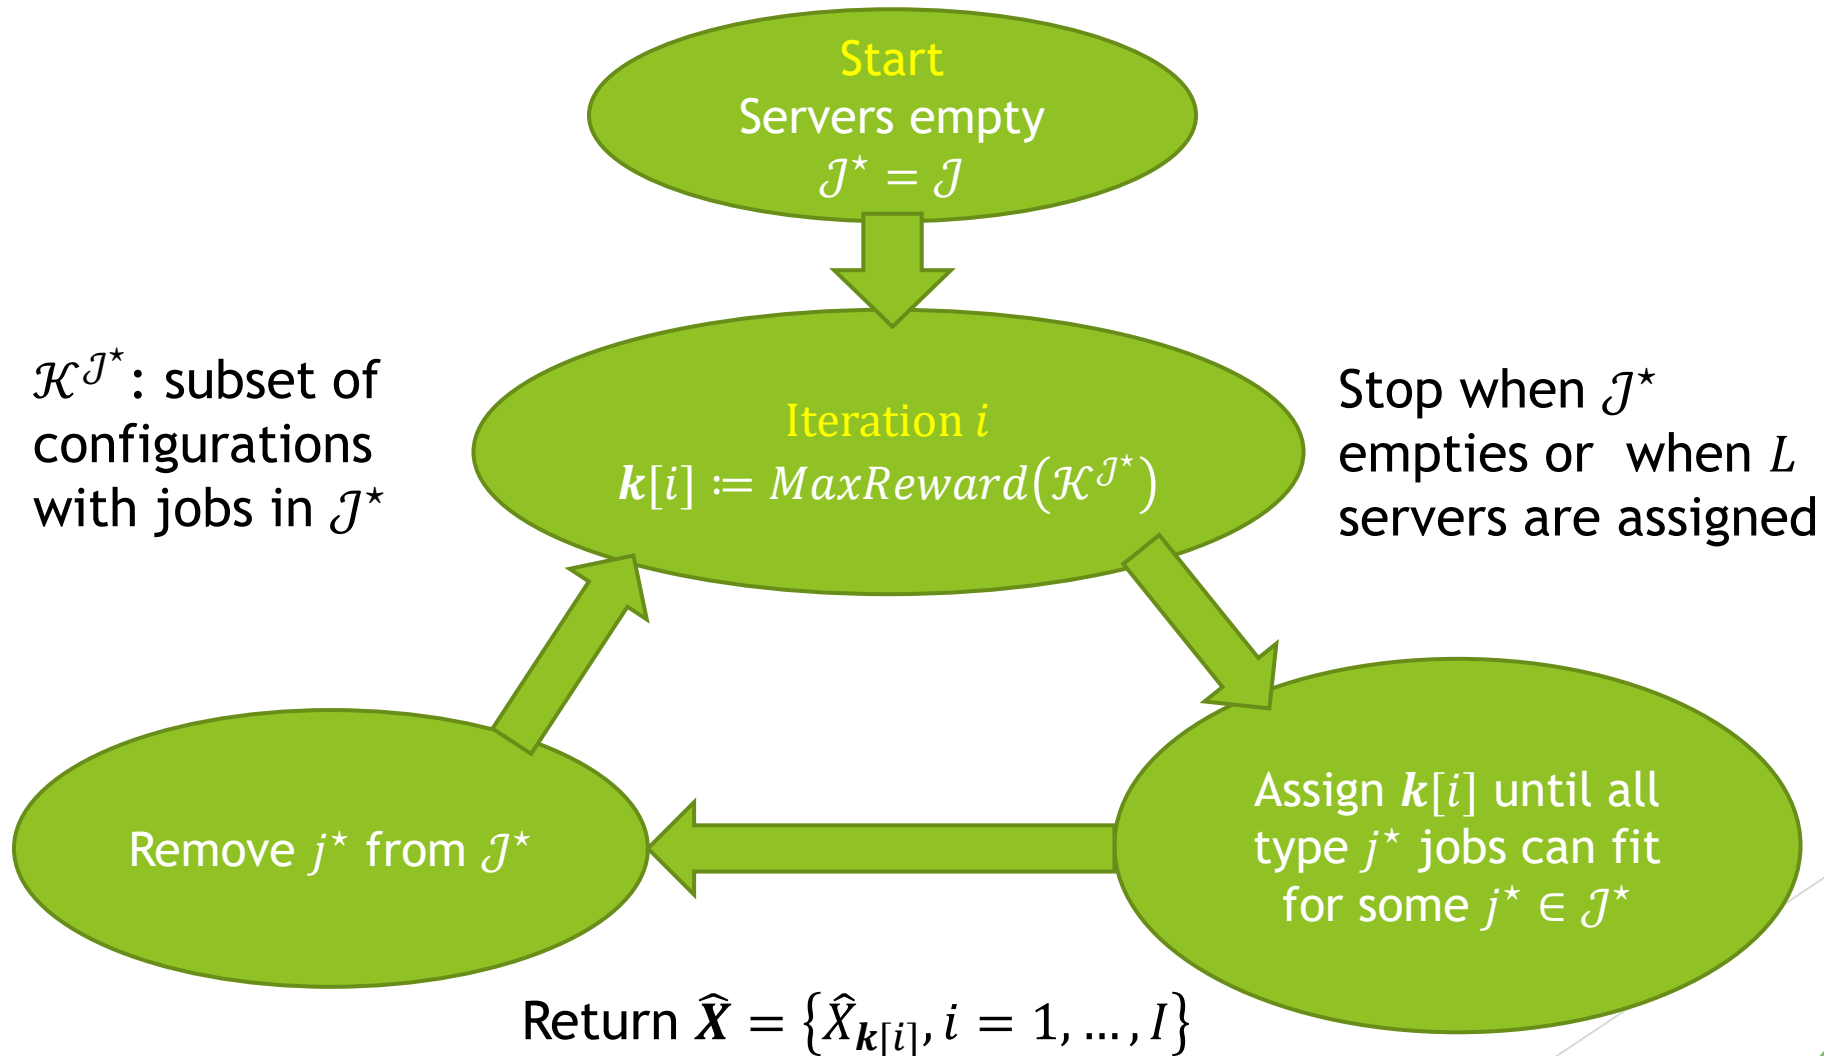 Start
Servers empty
𝒥⋆ = 𝒥
𝒦^𝒥⋆: subset of
configurations
with jobs in 𝒥⋆
Iteration i
k[i] ≔ MaxReward(𝒦^𝒥⋆)
Stop when 𝒥⋆
empties or when L
servers are assigned
Assign k[i] until all
type j⋆ jobs can fit
for some j⋆ ∈ 𝒥⋆
Remove j⋆ from 𝒥⋆
Return X̂ = {X̂_k[i], i = 1, … , I}